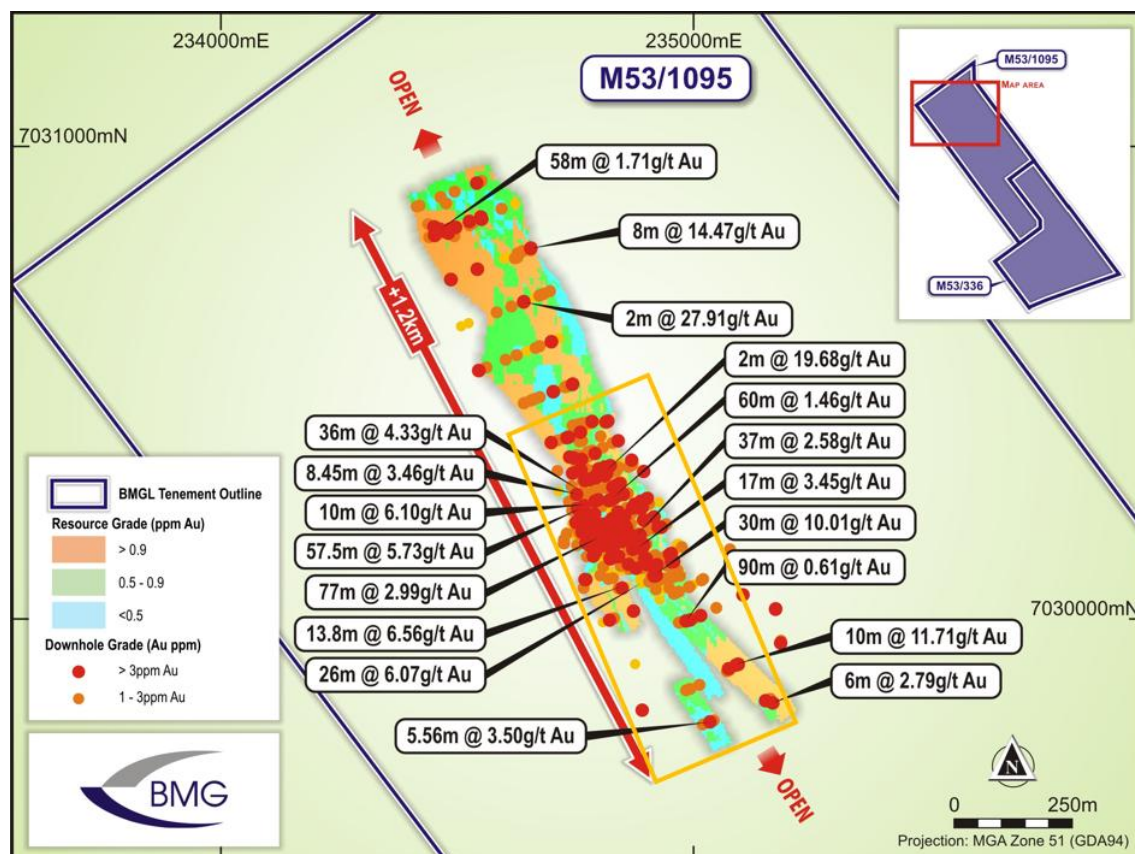 234000mE
235000mE
M53/1095
M53/1095
MAP AREA
OPEN
7031000mN
58m @ 1.71g/t Au
8m @ 14.47g/t Au
+1.2km
M53/336
2m @ 27.91g/t Au
2m @ 19.68g/t Au
60m @ 1.46g/t Au
36m @ 4.33g/t Au
37m @ 2.58g/t Au
8.45m @ 3.46g/t Au
17m @ 3.45g/t Au
10m @ 6.10g/t Au
30m @ 10.01g/t Au
57.5m @ 5.73g/t Au
90m @ 0.61g/t Au
77m @ 2.99g/t Au
7030000mN
13.8m @ 6.56g/t Au
10m @ 11.71g/t Au
26m @ 6.07g/t Au
6m @ 2.79g/t Au
5.56m @ 3.50g/t Au
BMGL Tenement Outline
Resource Grade (ppm Au)
> 0.9
0.5 - 0.9
<0.5
Downhole Grade (Au ppm)
> 3ppm Au
1 - 3ppm Au
BMG
OPEN
N
0 250m
Projection: MGA Zone 51 (GDA94)